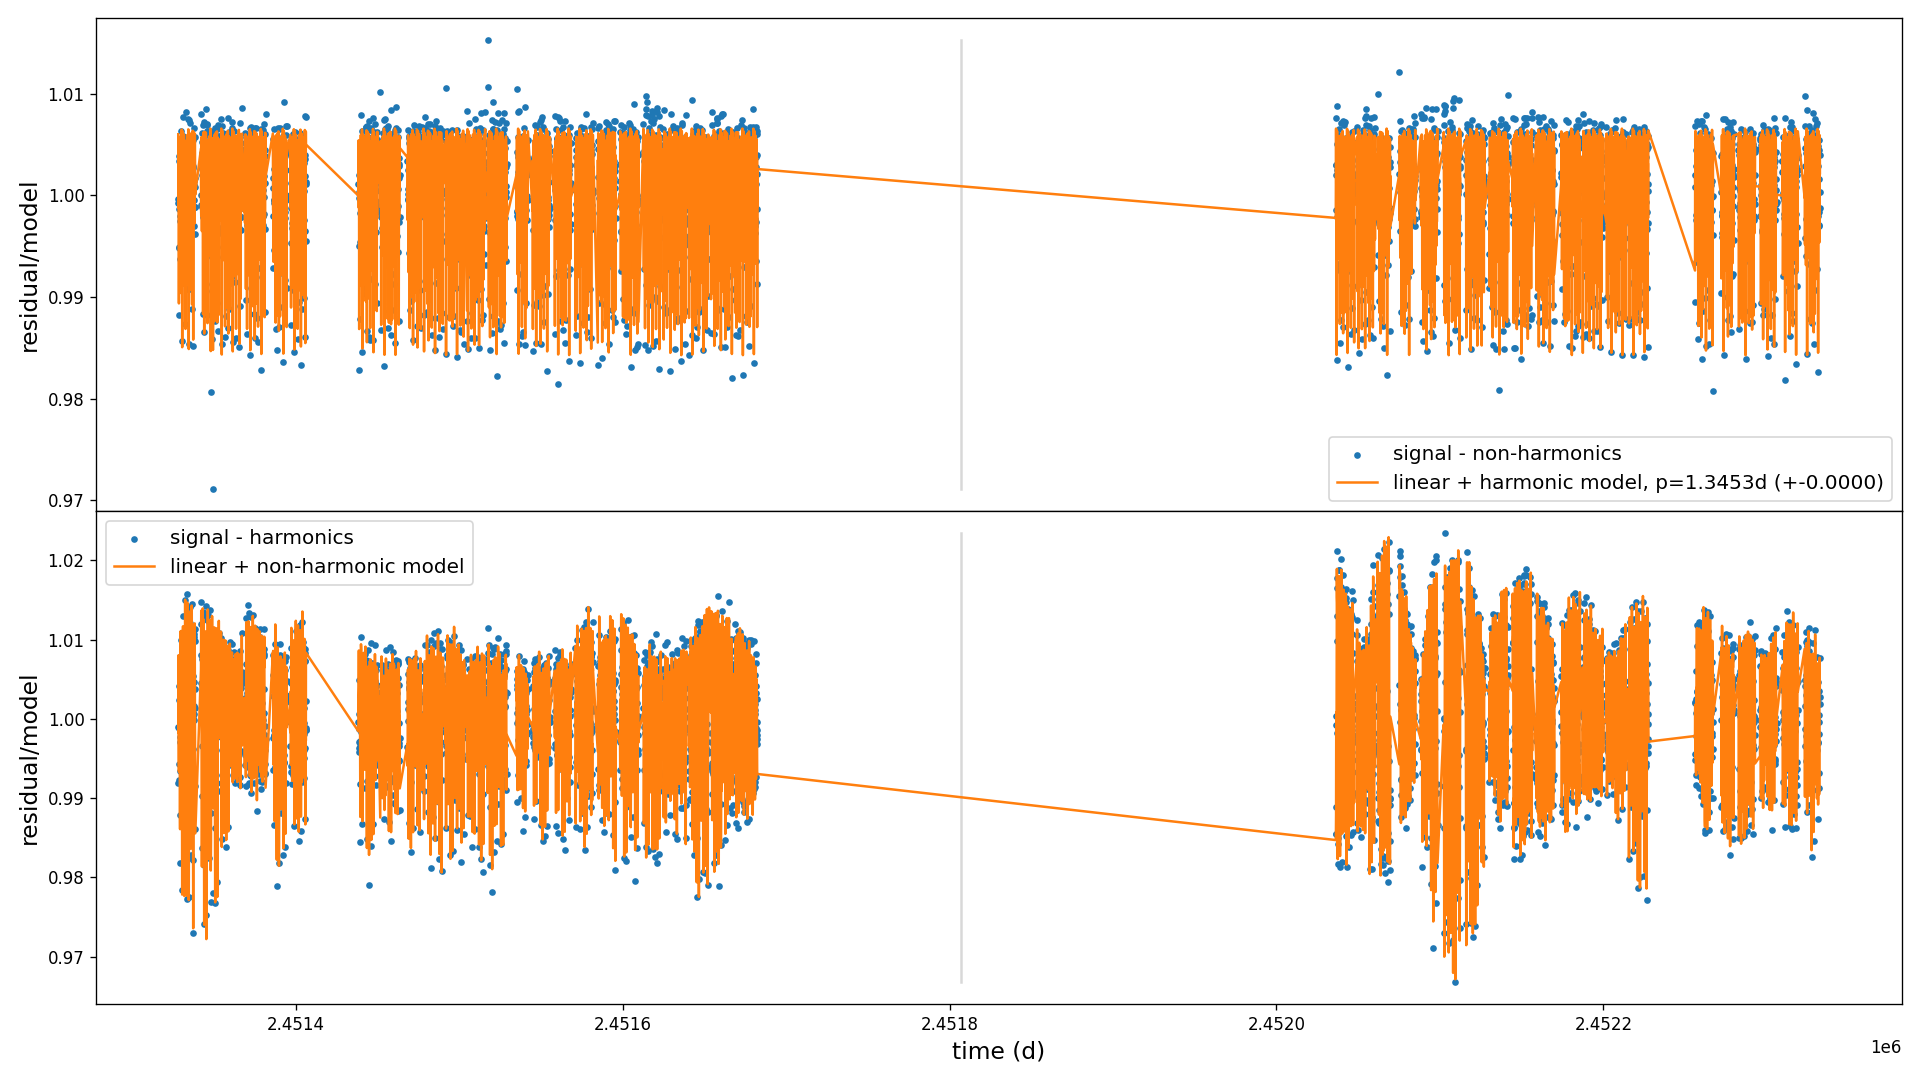 1.01
1.00
0.99
0.98
0.97
residual/model
signal - non-harmonics
linear + harmonic model, p=1.3453d (+-0.0000)
signal - harmonics
linear + non-harmonic model
1.02
1.01
1.00
0.99
0.98
0.97
residual/model
2.4514 2.4516 2.4518 2.4520 2.4522
1e6
time (d)